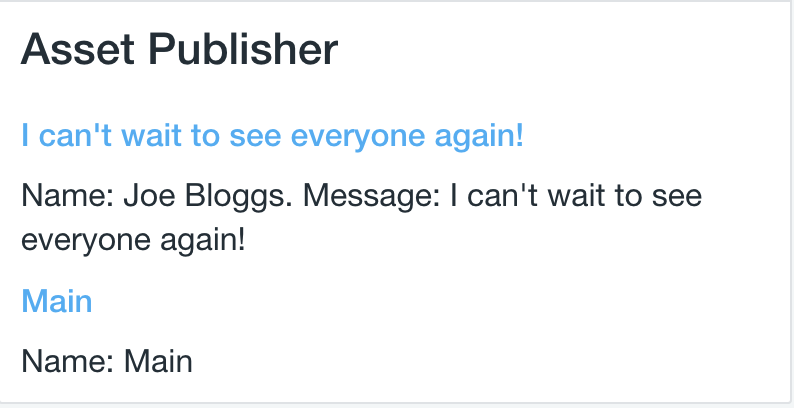 Asset Publisher
I can't wait to see everyone again!
Name: Joe Bloggs. Message: I can't wait to see
everyone again!
Main
Name: Main